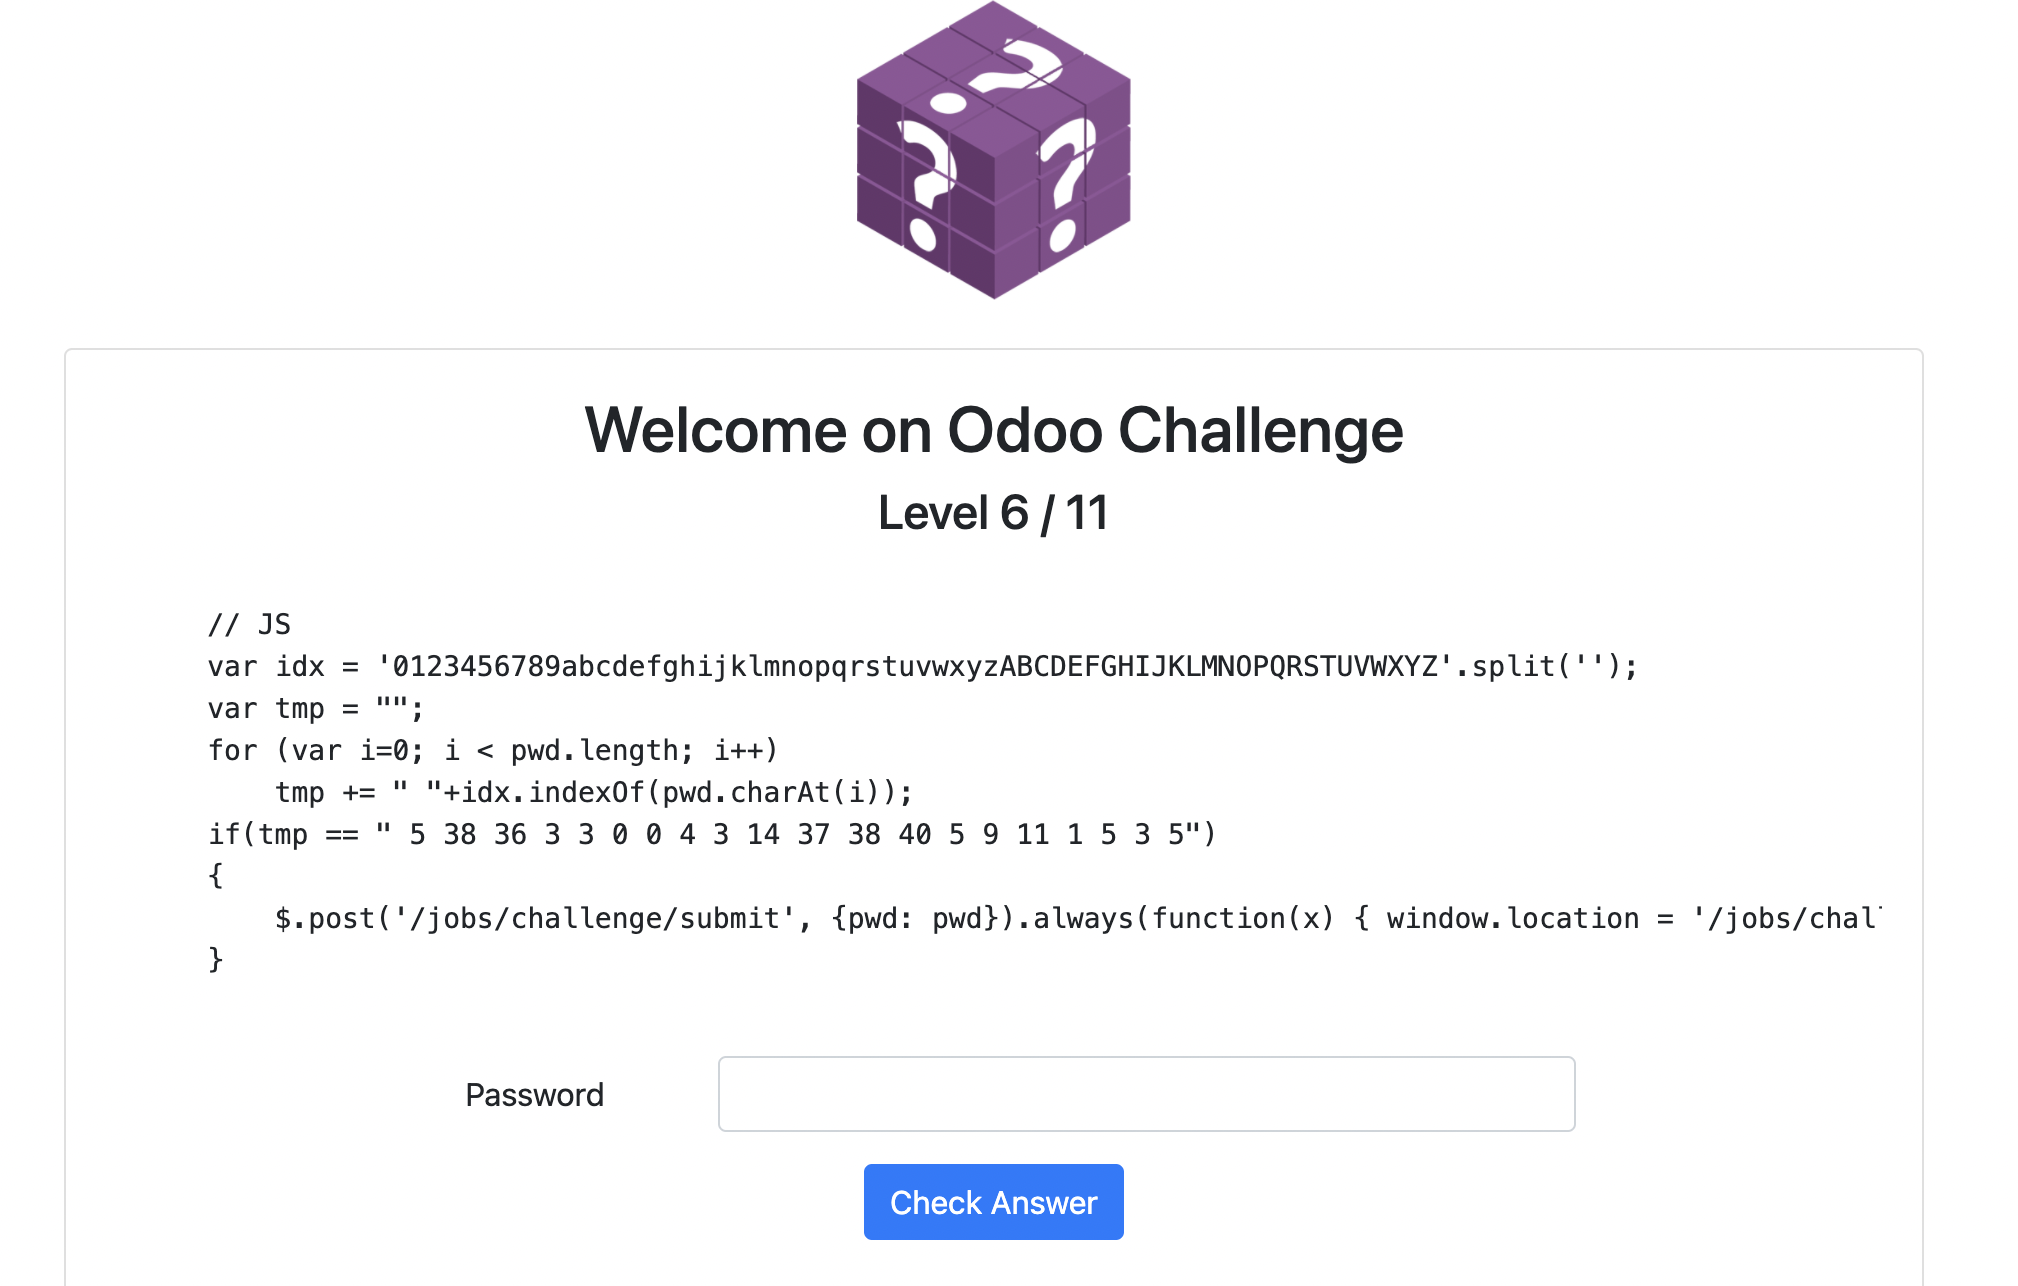 ? ? ?
Welcome on Odoo Challenge
Level 6 / 11
// JS
var idx = '0123456789abcdefghijklmnopqrstuvwxyzABCDEFGHIJKLMNOPQRSTUVWXYZ'.split('');
var tmp = "";
for (var i=0; i < pwd.length; i++)
    tmp += " "+idx.indexOf(pwd.charAt(i));
if(tmp == " 5 38 36 3 3 0 0 4 3 14 37 38 40 5 9 11 1 5 3 5")
{
    $.post('/jobs/challenge/submit', {pwd: pwd}).always(function(x) { window.location = '/jobs/chal
}
Password
Check Answer